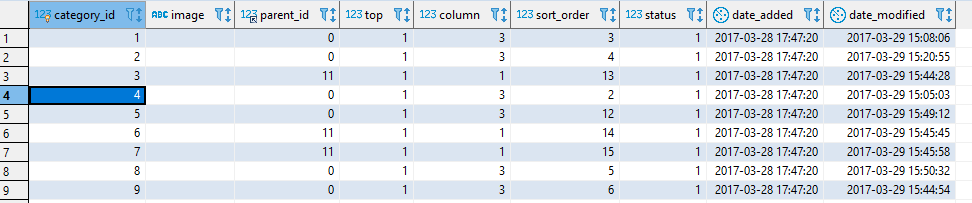 123 category_id ABC image 123 parent_id 123 top 123 column 123 sort_order 123 status date_added date_modified
1 1 0 1 3 3 1 2017-03-28 17:47:20 2017-03-29 15:08:06
2 2 0 1 3 4 1 2017-03-28 17:47:20 2017-03-29 15:20:55
3 3 11 1 1 13 1 2017-03-28 17:47:20 2017-03-29 15:44:28
4 4 0 1 3 2 1 2017-03-28 17:47:20 2017-03-29 15:05:03
5 5 0 1 3 12 1 2017-03-28 17:47:20 2017-03-29 15:49:12
6 6 11 1 1 14 1 2017-03-28 17:47:20 2017-03-29 15:45:45
7 7 11 1 1 15 1 2017-03-28 17:47:20 2017-03-29 15:45:58
8 8 0 1 3 5 1 2017-03-28 17:47:20 2017-03-29 15:50:32
9 9 0 1 3 6 1 2017-03-28 17:47:20 2017-03-29 15:44:54